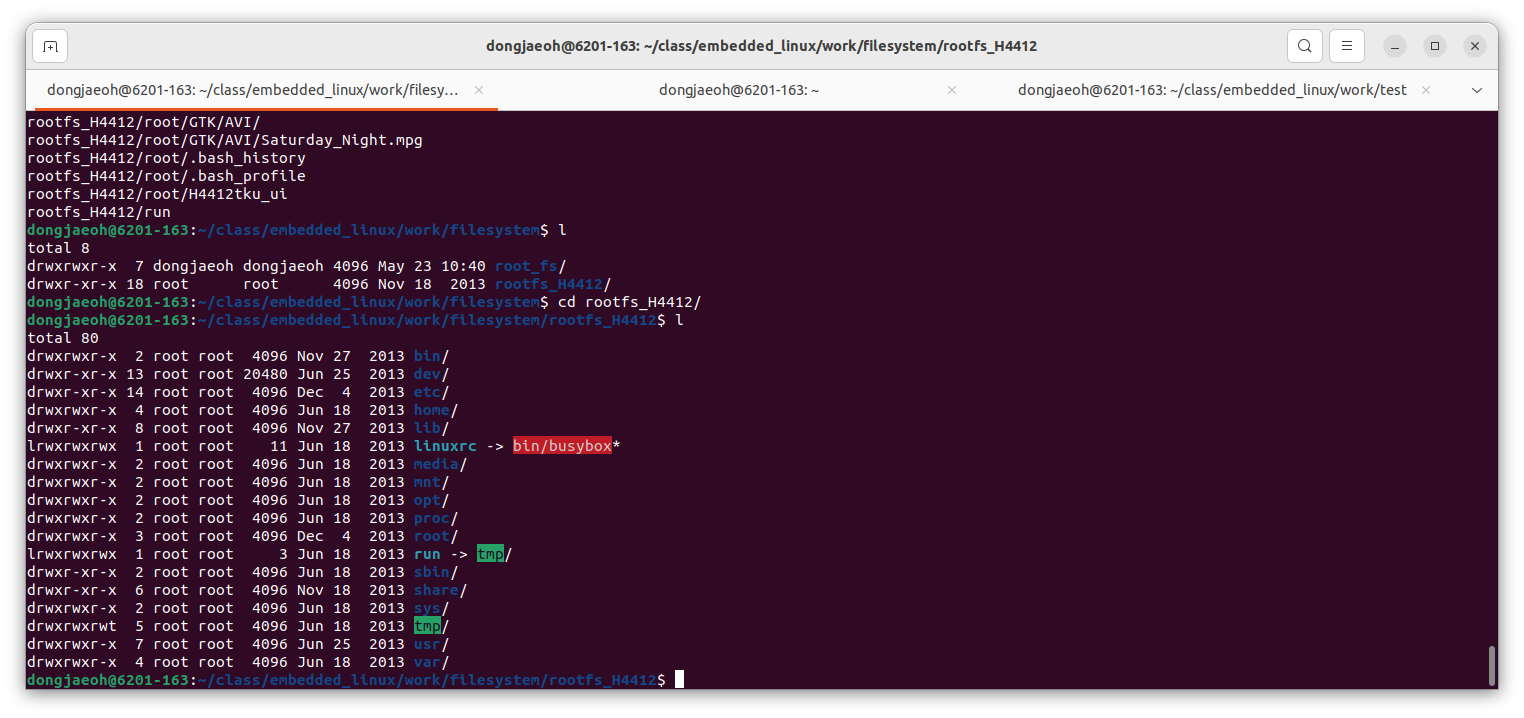 dongjaeoh@6201-163: ~/class/embedded_linux/work/filesystem/rootfs_H4412
dongjaeoh@6201-163: ~/class/embedded_linux/work/filesy… × dongjaeoh@6201-163: ~ × dongjaeoh@6201-163: ~/class/embedded_linux/work/test ×
rootfs_H4412/root/GTK/AVI/
rootfs_H4412/root/GTK/AVI/Saturday_Night.mpg
rootfs_H4412/root/.bash_history
rootfs_H4412/root/.bash_profile
rootfs_H4412/root/H4412tku_ui
rootfs_H4412/run
dongjaeoh@6201-163:~/class/embedded_linux/work/filesystem$ l
total 8
drwxrwxr-x  7 dongjaeoh dongjaeoh 4096 May 23 10:40 root_fs/
drwxr-xr-x 18 root      root      4096 Nov 18  2013 rootfs_H4412/
dongjaeoh@6201-163:~/class/embedded_linux/work/filesystem$ cd rootfs_H4412/
dongjaeoh@6201-163:~/class/embedded_linux/work/filesystem/rootfs_H4412$ l
total 80
drwxrwxr-x  2 root root  4096 Nov 27  2013 bin/
drwxr-xr-x 13 root root 20480 Jun 25  2013 dev/
drwxr-xr-x 14 root root  4096 Dec  4  2013 etc/
drwxrwxr-x  4 root root  4096 Jun 18  2013 home/
drwxr-xr-x  8 root root  4096 Nov 27  2013 lib/
lrwxrwxrwx  1 root root    11 Jun 18  2013 linuxrc -> bin/busybox*
drwxrwxr-x  2 root root  4096 Jun 18  2013 media/
drwxrwxr-x  2 root root  4096 Jun 18  2013 mnt/
drwxrwxr-x  2 root root  4096 Jun 18  2013 opt/
drwxrwxr-x  2 root root  4096 Jun 18  2013 proc/
drwxrwxr-x  3 root root  4096 Dec  4  2013 root/
lrwxrwxrwx  1 root root     3 Jun 18  2013 run -> tmp/
drwxr-xr-x  2 root root  4096 Jun 18  2013 sbin/
drwxr-xr-x  6 root root  4096 Nov 18  2013 share/
drwxrwxr-x  2 root root  4096 Jun 18  2013 sys/
drwxrwxrwt  5 root root  4096 Jun 18  2013 tmp/
drwxrwxr-x  7 root root  4096 Jun 25  2013 usr/
drwxrwxr-x  4 root root  4096 Jun 18  2013 var/
dongjaeoh@6201-163:~/class/embedded_linux/work/filesystem/rootfs_H4412$